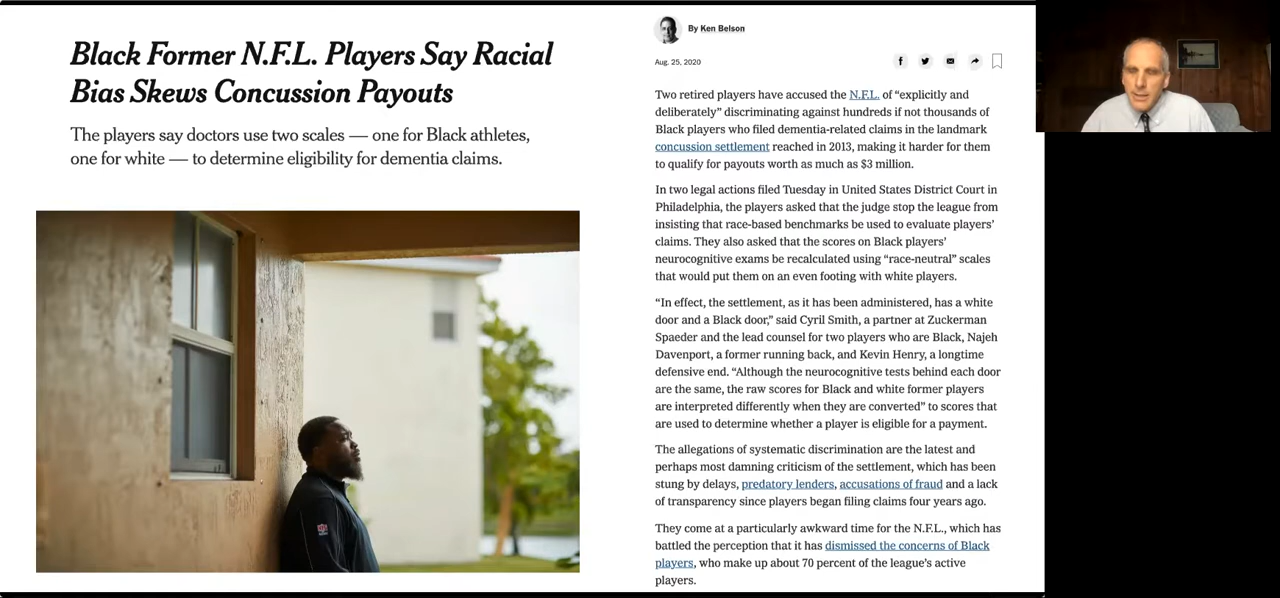 Black Former N.F.L. Players Say Racial
Bias Skews Concussion Payouts
The players say doctors use two scales — one for Black athletes,
one for white — to determine eligibility for dementia claims.
By Ken Belson
Aug. 25, 2020
Two retired players have accused the N.F.L. of “explicitly and
deliberately” discriminating against hundreds if not thousands of
Black players who filed dementia-related claims in the landmark
concussion settlement reached in 2013, making it harder for them
to qualify for payouts worth as much as $3 million.
In two legal actions filed Tuesday in United States District Court in
Philadelphia, the players asked that the judge stop the league from
insisting that race-based benchmarks be used to evaluate players’
claims. They also asked that the scores on Black players’
neurocognitive exams be recalculated using “race-neutral” scales
that would put them on an even footing with white players.
“In effect, the settlement, as it has been administered, has a white
door and a Black door,” said Cyril Smith, a partner at Zuckerman
Spaeder and the lead counsel for two players who are Black, Najeh
Davenport, a former running back, and Kevin Henry, a longtime
defensive end. “Although the neurocognitive tests behind each door
are the same, the raw scores for Black and white former players
are interpreted differently when they are converted” to scores that
are used to determine whether a player is eligible for a payment.
The allegations of systematic discrimination are the latest and
perhaps most damning criticism of the settlement, which has been
stung by delays, predatory lenders, accusations of fraud and a lack
of transparency since players began filing claims four years ago.
They come at a particularly awkward time for the N.F.L., which has
battled the perception that it has dismissed the concerns of Black
players, who make up about 70 percent of the league’s active
players.